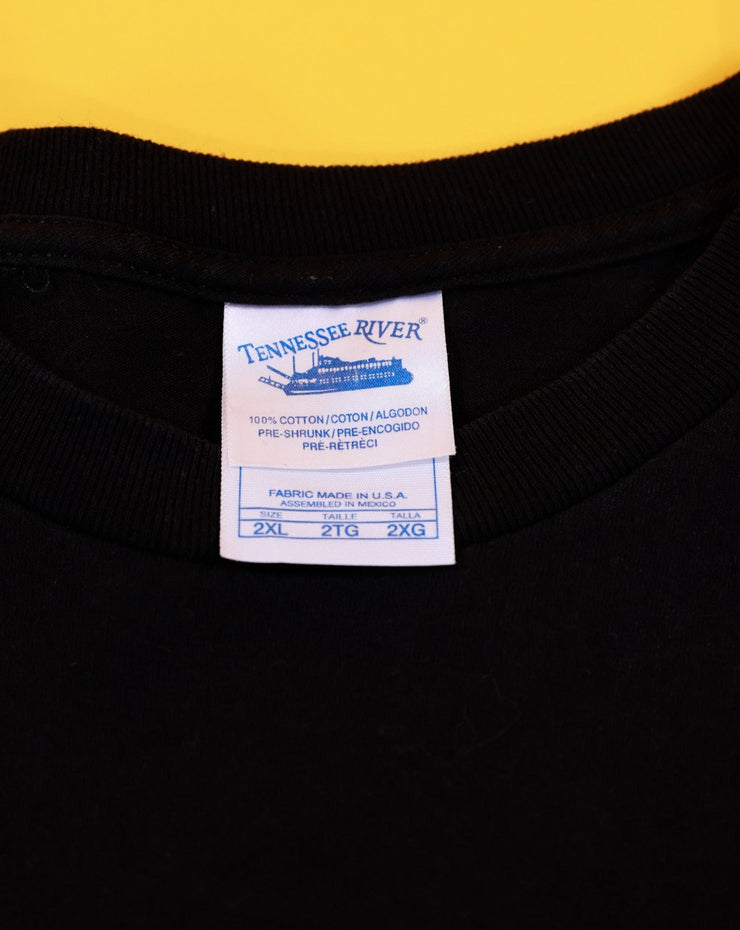 TENNESSEE RIVER®
100% COTTON/COTON/ALGODON
PRE-SHRUNK/PRE-ENCOGIDO
PRÉ-RÈTRÈCI
FABRIC MADE IN U.S.A.
ASSEMBLED IN MEXICO
SIZE TAILLE TALLA
2XL 2TG 2XG